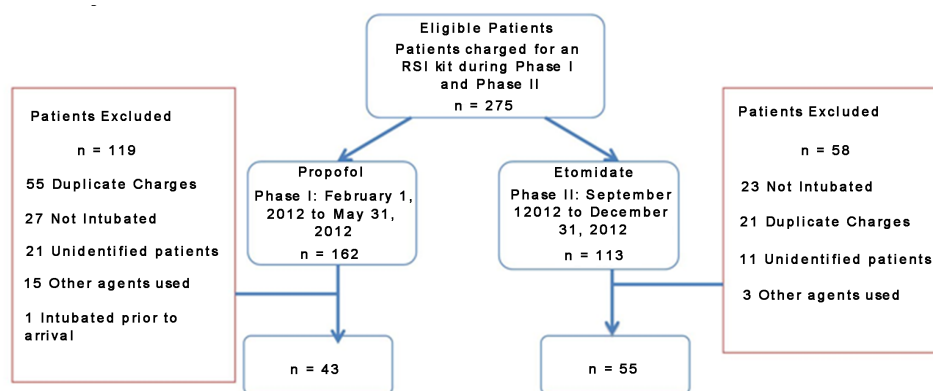 Eligible Patients
Patients charged for an
RSI kit during Phase I
and Phase II
n = 275
Patients Excluded
n = 119
55 Duplicate Charges
27 Not Intubated
21 Unidentified patients
15 Other agents used
1 Intubated prior to
arrival
Propofol
Phase I: February 1,
2012 to May 31,
2012
n = 162
Etomidate
Phase II: September
12012 to December
31, 2012
n = 113
Patients Excluded
n = 58
23 Not Intubated
21 Duplicate Charges
11 Unidentified patients
3 Other agents used
n = 43
n = 55